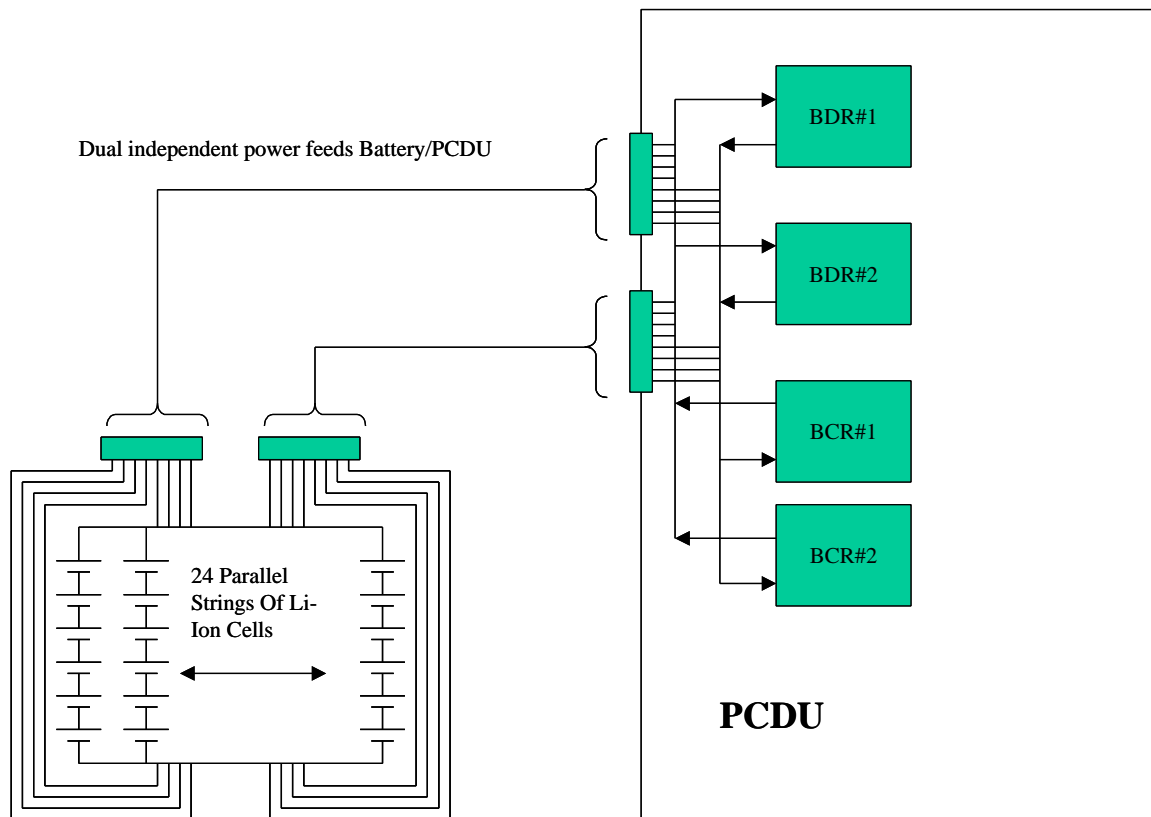 Dual independent power feeds Battery/PCDU
BDR#1
BDR#2
BCR#1
BCR#2
24 Parallel
Strings Of Li-
Ion Cells
PCDU